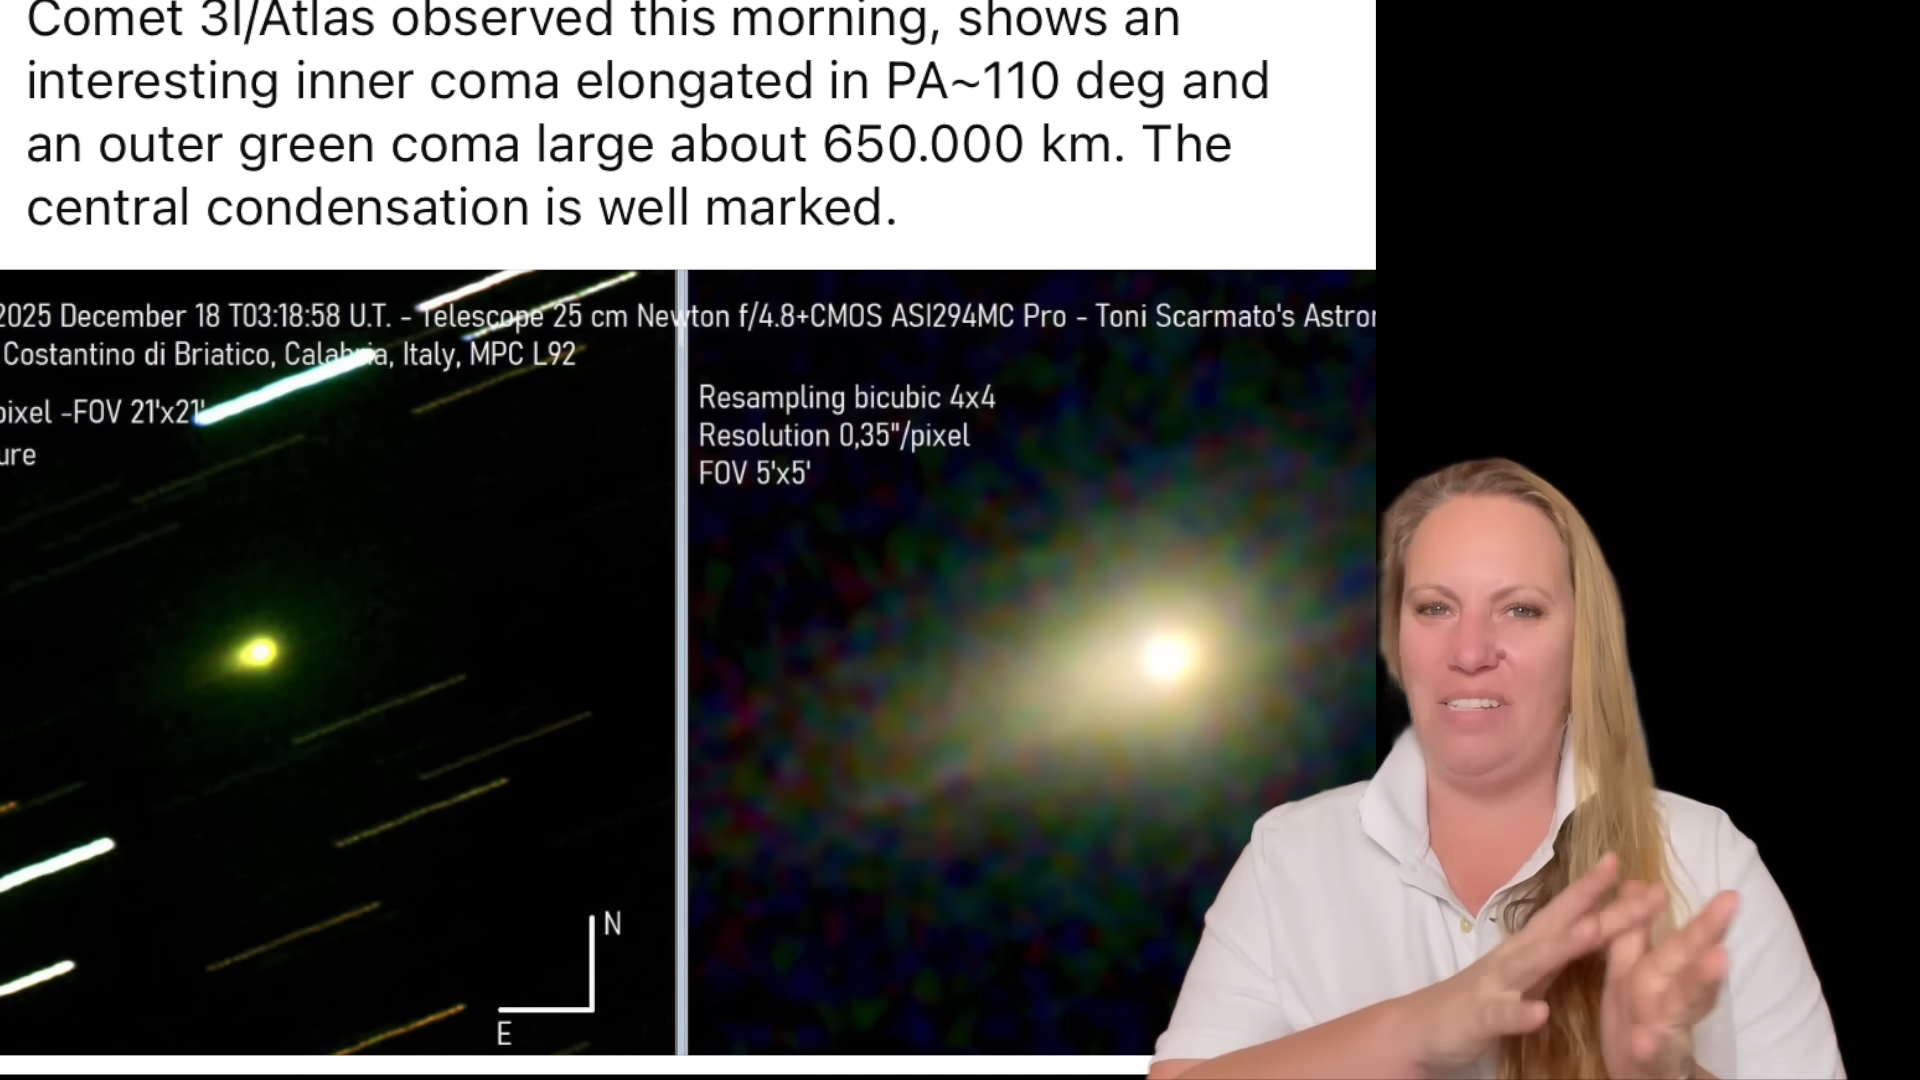 Comet 3I/Atlas observed this morning, shows an
interesting inner coma elongated in PA~110 deg and
an outer green coma large about 650.000 km. The
central condensation is well marked.
2025 December 18 T03:18:58 U.T. - Telescope 25 cm Newton f/4.8+CMOS ASI294MC Pro - Toni Scarmato's Astro
Costantino di Briatico, Calabria, Italy, MPC L92
pixel -FOV 21'x21'
ure
Resampling bicubic 4x4
Resolution 0,35"/pixel
FOV 5'x5'
N
E